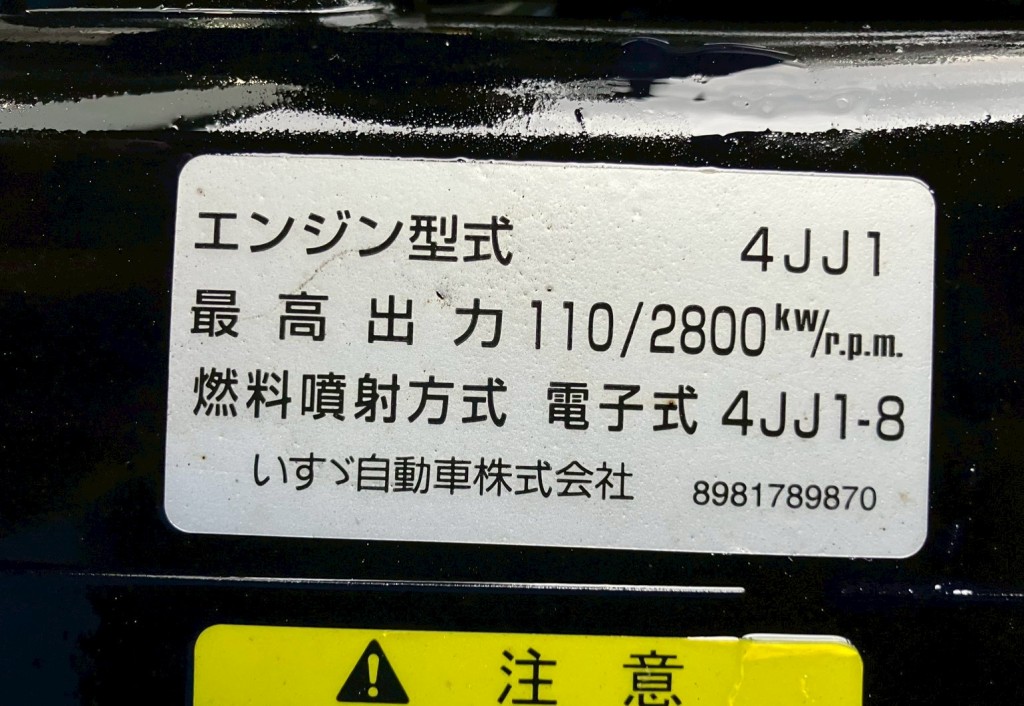 エンジン型式 4JJ1
最高出力 110/2800kw/r.p.m.
燃料噴射方式 電子式 4JJ1-8
いすゞ自動車株式会社 8981789870
注意